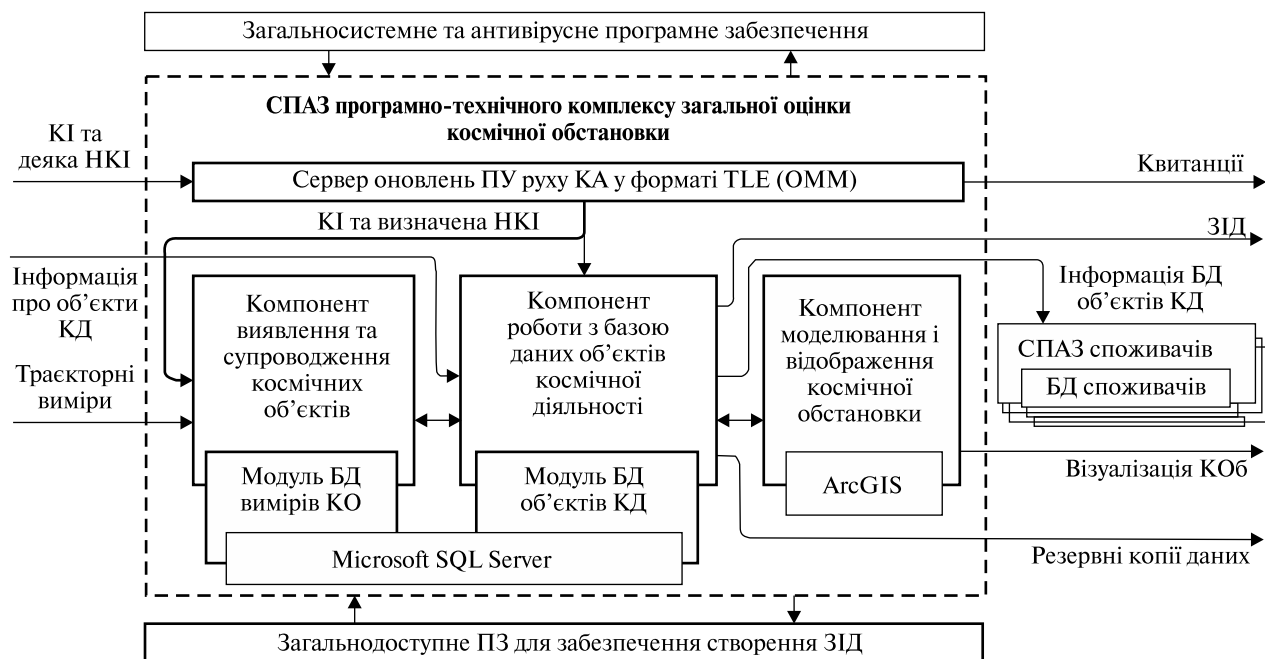 Загальносистемне та антивірусне програмне забезпечення
СПАЗ програмно-технічного комплексу загальної оцінки
космічної обстановки
КІ та
деяка НКІ
Сервер оновлень ПУ руху КА у форматі TLE (OMM)
Квитанції
КІ та визначена НКІ
ЗІД
Інформація
про об’єкти
КД
Траєкторні
виміри
Компонент
виявлення та
супроводження
космічних
об’єктів
Компонент
роботи з базою
даних об’єктів
космічної
діяльності
Компонент
моделювання і
відображення
космічної
обстановки
Інформація БД
об’єктів КД
СПАЗ споживачів
БД споживачів
Модуль БД
вимірів КО
Модуль БД
об’єктів КД
ArcGIS
Візуалізація КОб
Microsoft SQL Server
Резервні копії даних
Загальнодоступне ПЗ для забезпечення створення ЗІД